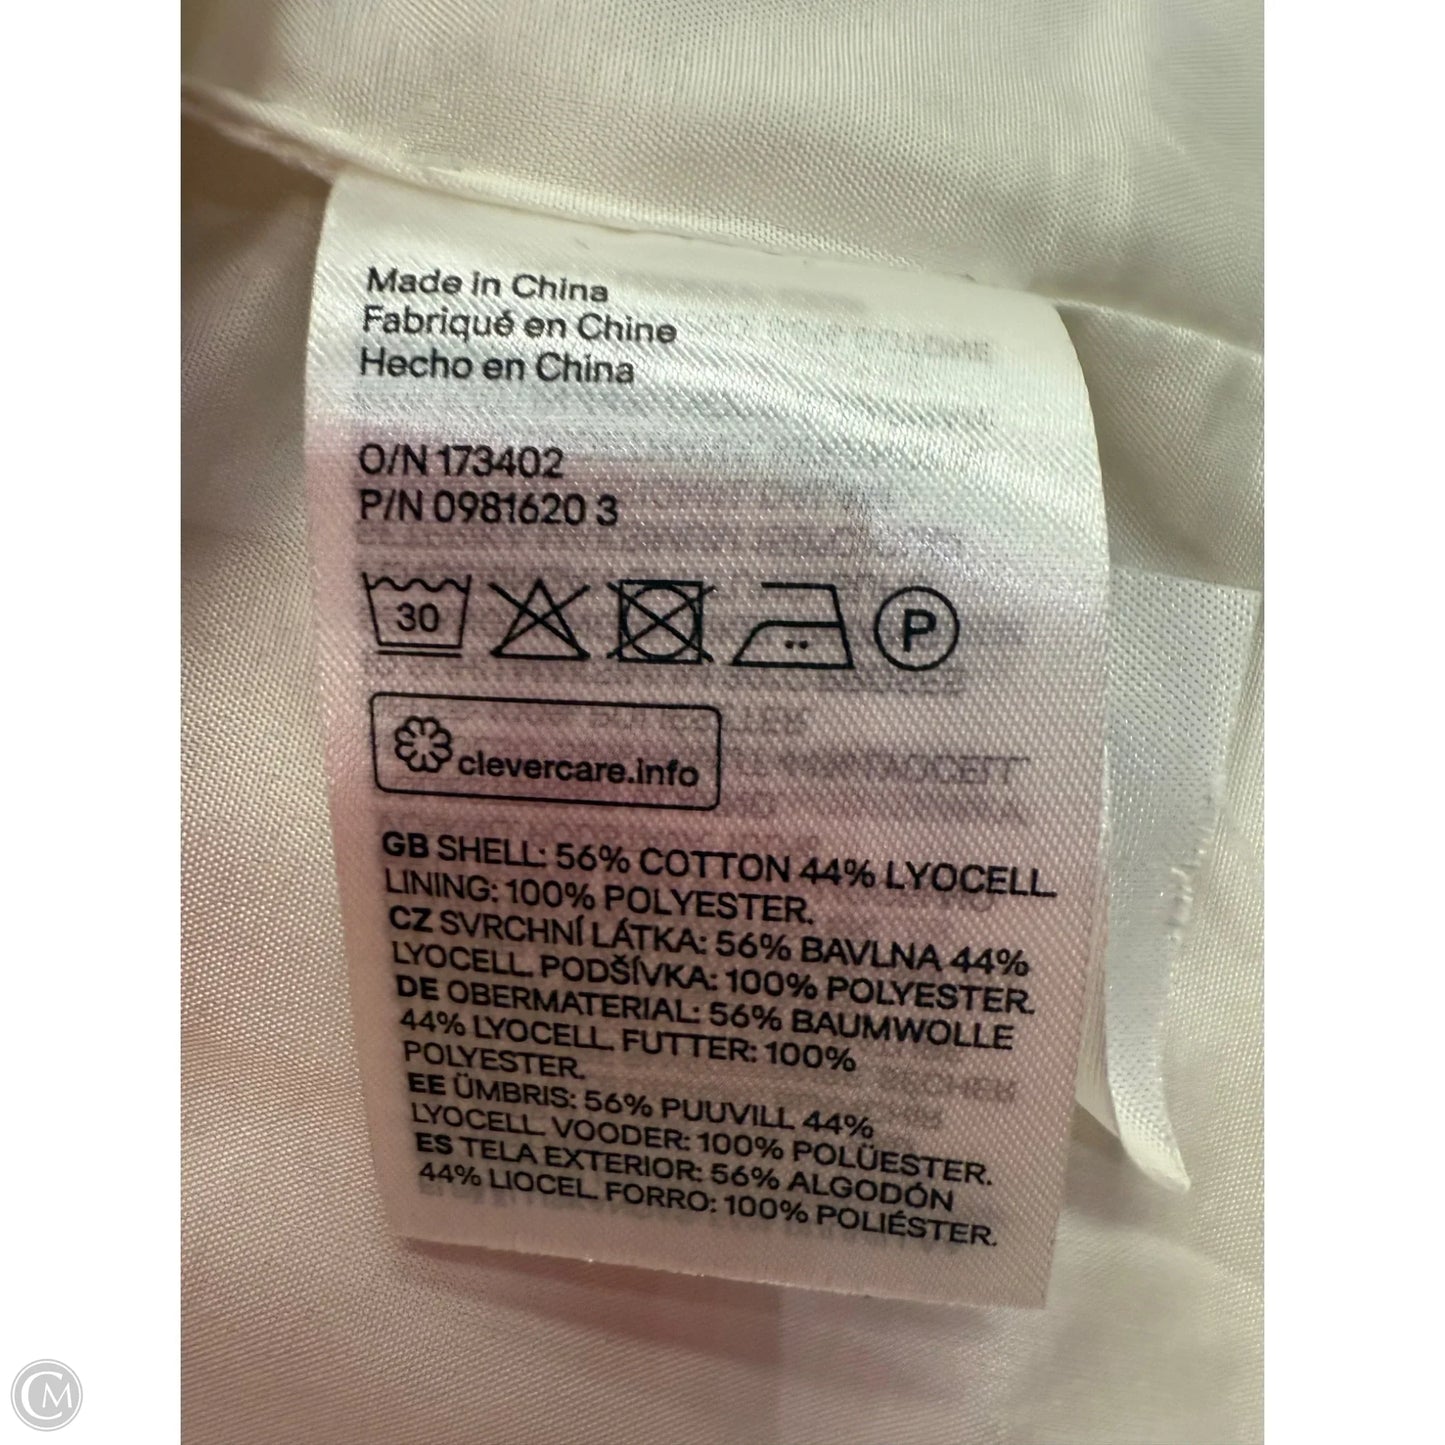 Made in China
Fabriqué en Chine
Hecho en China
O/N 173402
P/N 0981620 3
30
P
clevercare.info
GB SHELL: 56% COTTON 44% LYOCELL.
LINING: 100% POLYESTER.
CZ SVRCHNÍ LÁTKA: 56% BAVLNA 44%
LYOCELL. PODŠÍVKA: 100% POLYESTER.
DE OBERMATERIAL: 56% BAUMWOLLE
44% LYOCELL. FUTTER: 100%
POLYESTER.
EE ÜMBRIS: 56% PUUVILL 44%
LYOCELL. VOODER: 100% POLÜESTER.
ES TELA EXTERIOR: 56% ALGODÓN
44% LIOCEL. FORRO: 100% POLIÉSTER.
CM